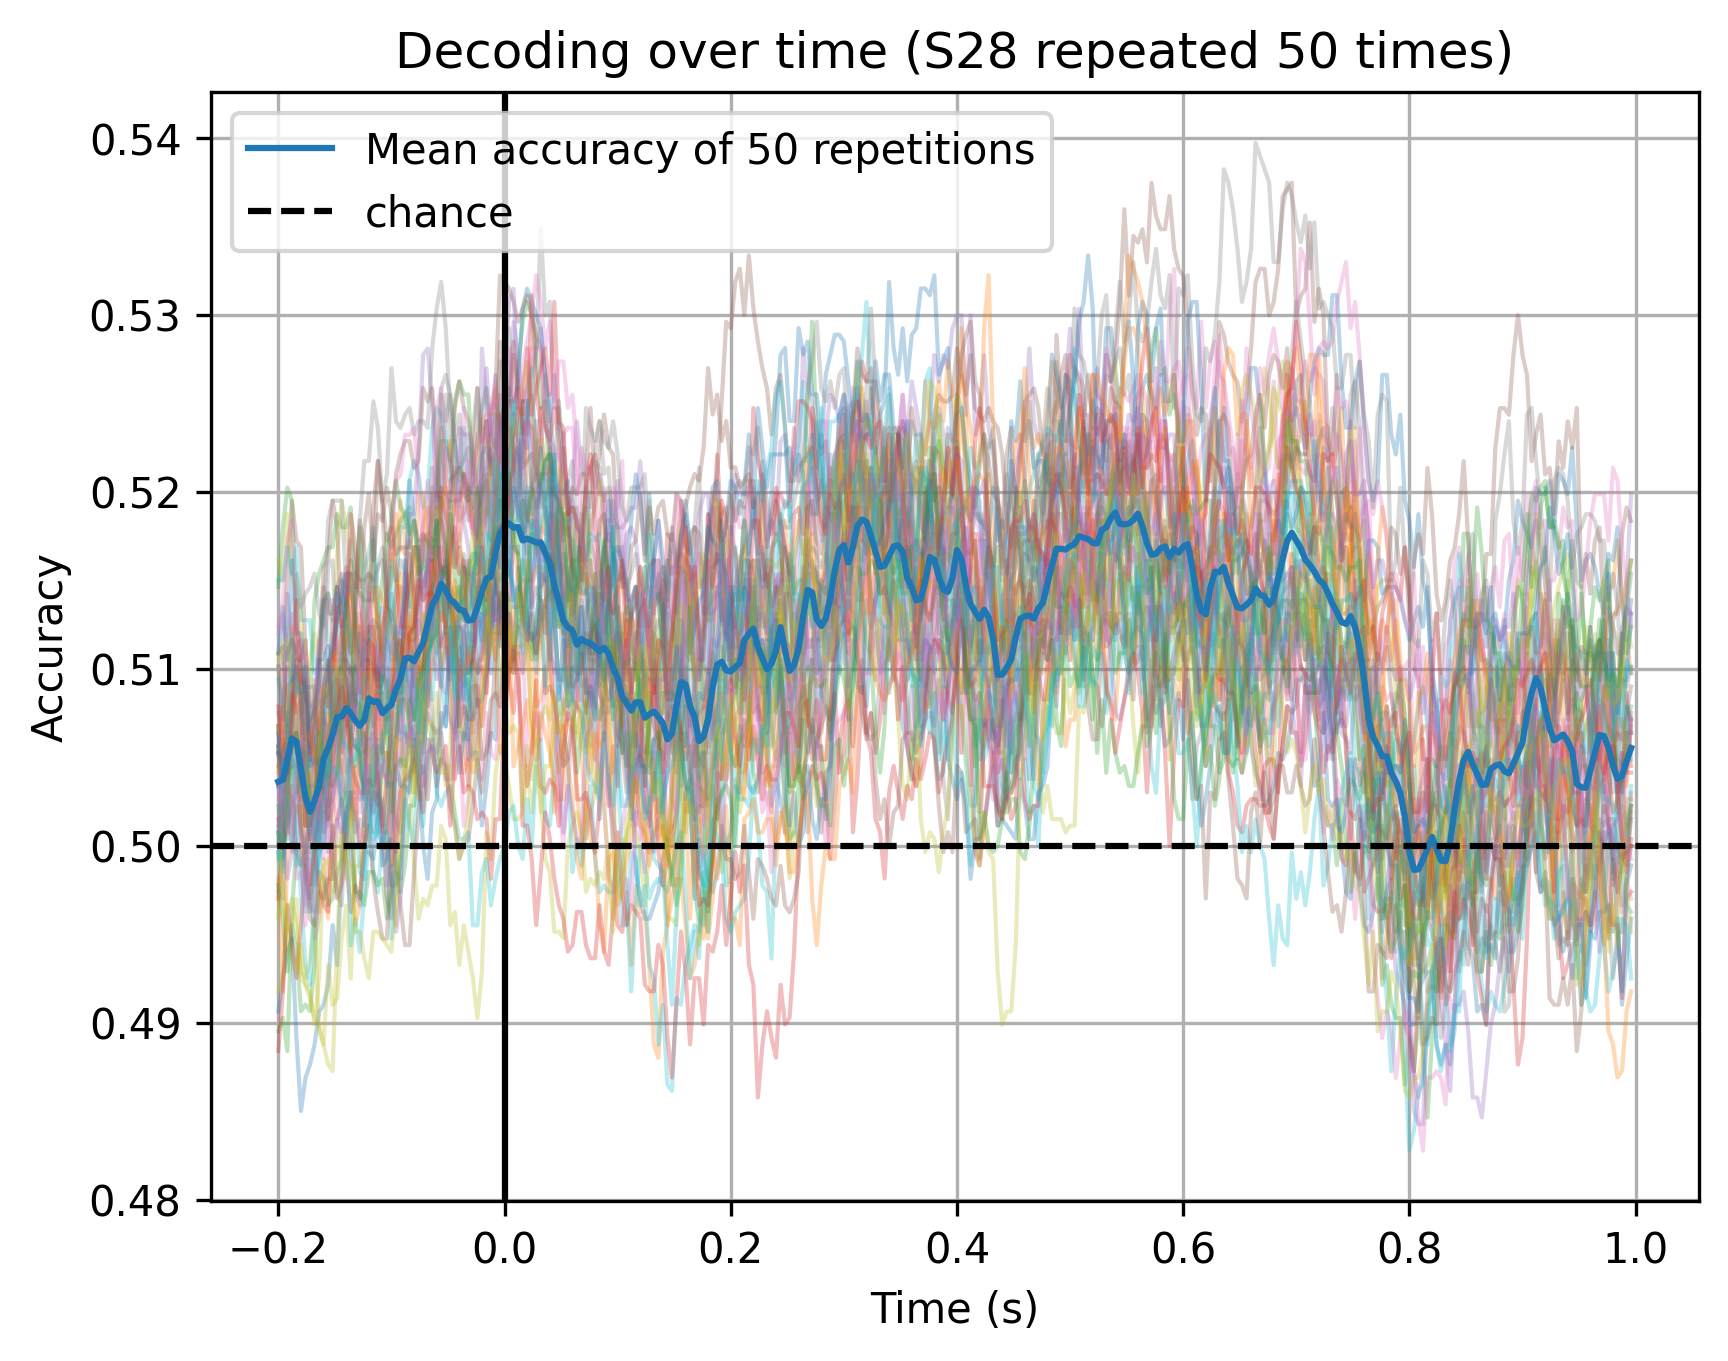 Decoding over time (S28 repeated 50 times)
Mean accuracy of 50 repetitions
chance
0.54
0.53
0.52
0.51
0.50
0.49
0.48
Accuracy
−0.2 0.0 0.2 0.4 0.6 0.8 1.0
Time (s)